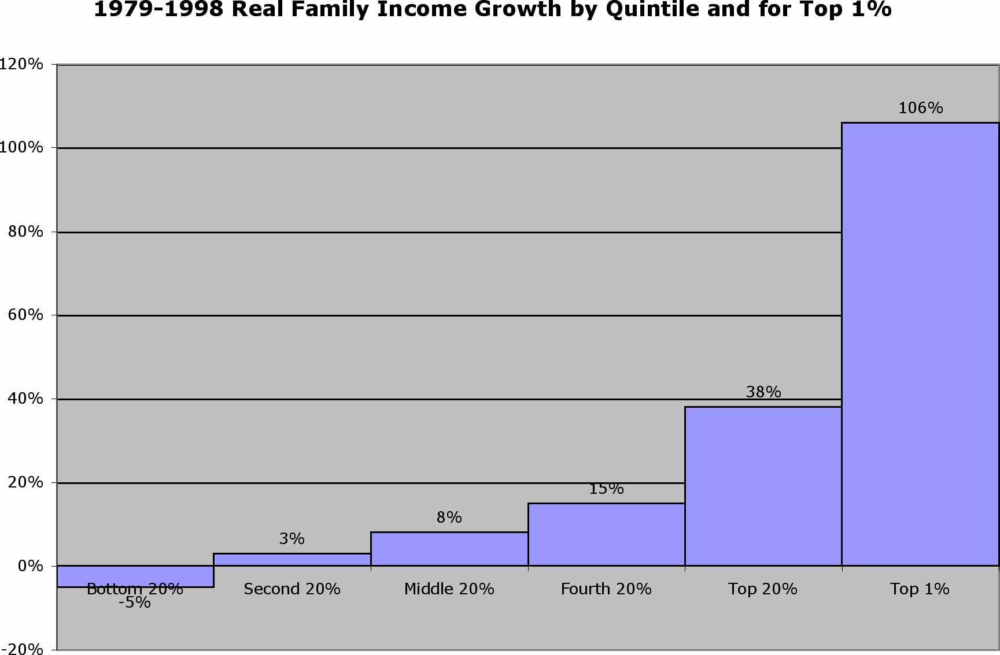 1979-1998 Real Family Income Growth by Quintile and for Top 1%
120%
106%
100%
80%
60%
38%
40%
20%
15%
8%
3%
0%
Bottom 20%
Second 20%
Middle 20%
Fourth 20%
Top 20%
Top 1%
-5%
-20%